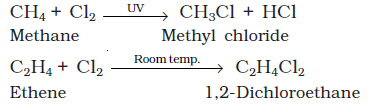 CH₄ + Cl₂ —UV→ CH₃Cl + HCl
Methane Methyl chloride
C₂H₄ + Cl₂ —Room temp.→ C₂H₄Cl₂
Ethene 1,2-Dichloroethane